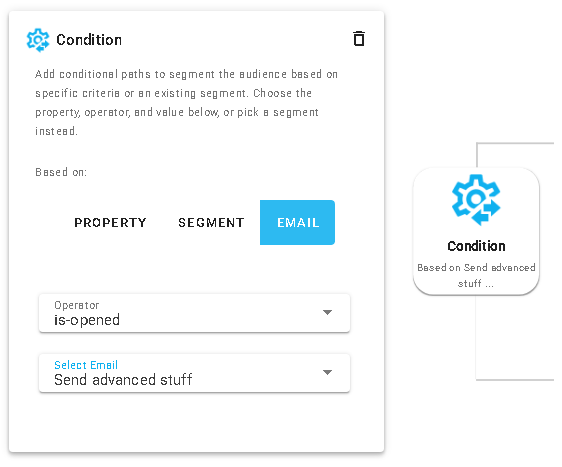 Condition
Add conditional paths to segment the audience based on
specific criteria or an existing segment. Choose the
property, operator, and value below, or pick a segment
instead.
Based on:
PROPERTY SEGMENT EMAIL
Operator
is-opened
Select Email
Send advanced stuff
Condition
Based on Send advanced
stuff ...